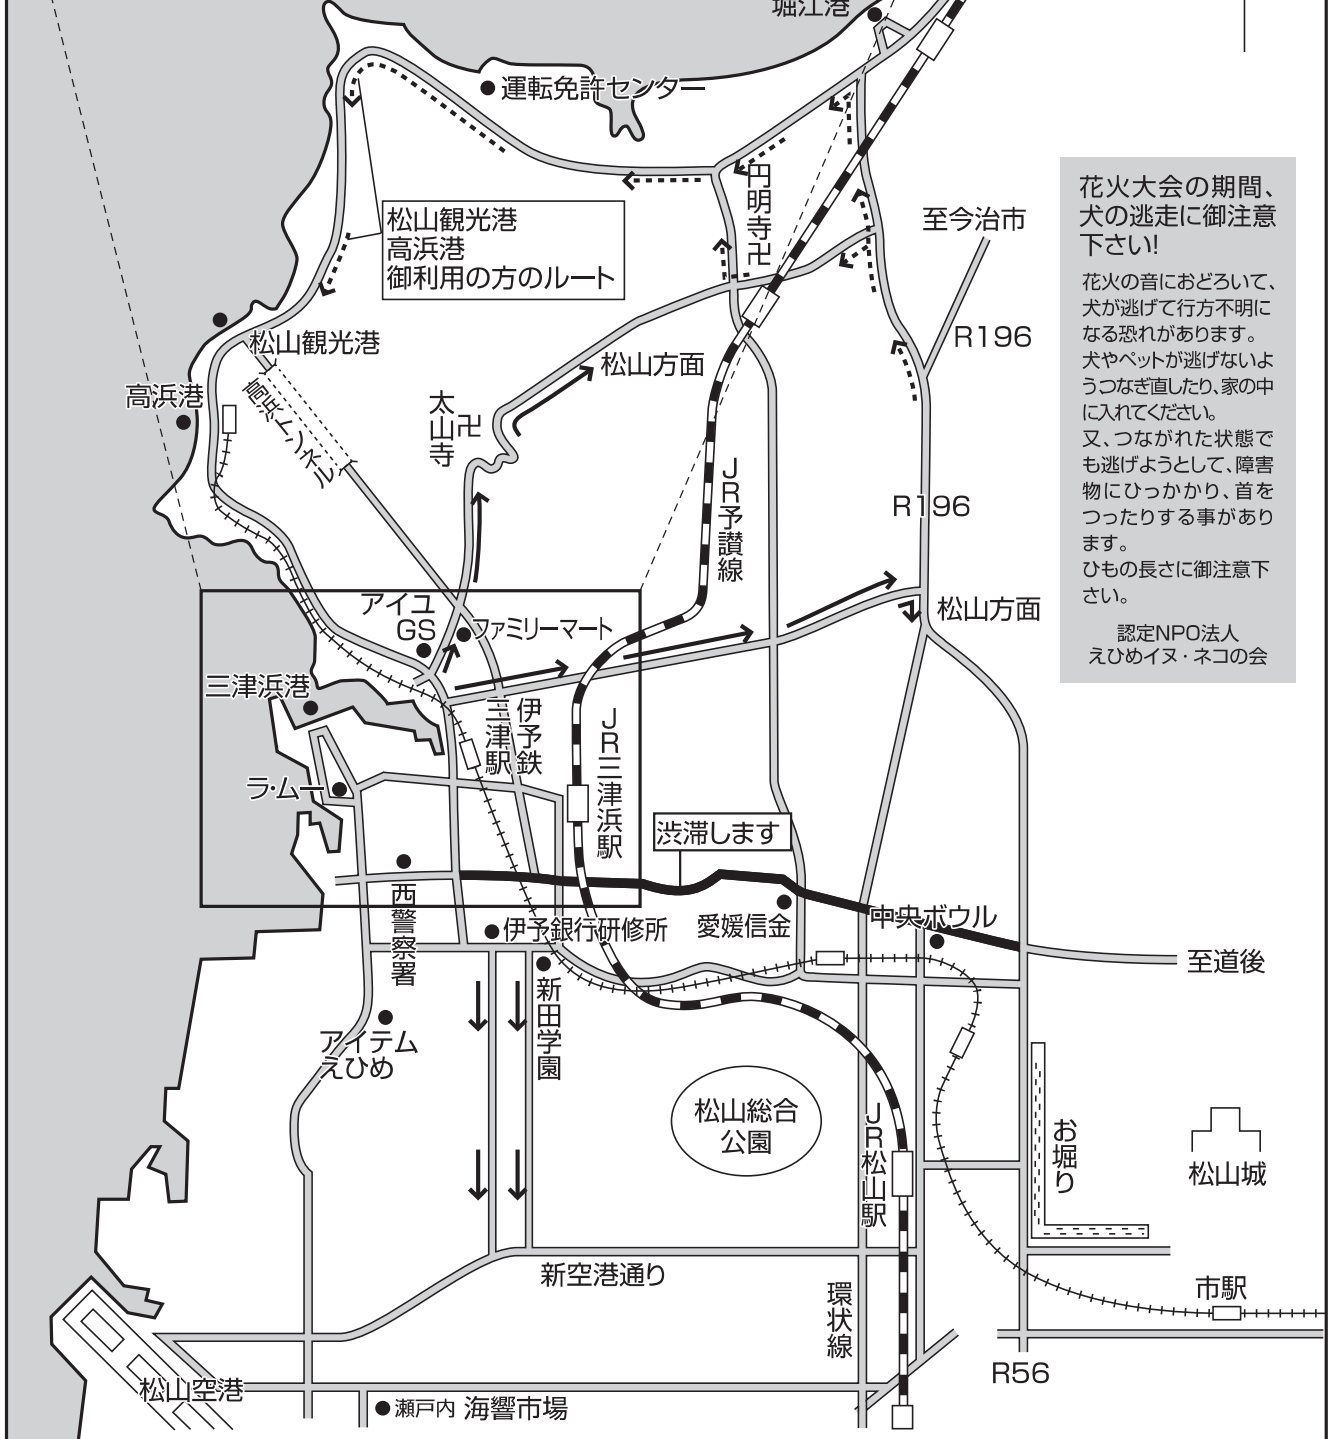 堀江港
運転免許センター
円明寺卍
至今治市
松山観光港
高浜港
御利用の方のルート
花火大会の期間、
犬の逃走に御注意
下さい!
花火の音におどろいて、
犬が逃げて行方不明に
なる恐れがあります。
犬やペットが逃げないよ
うつなぎ直したり、家の中
に入れてください。
又、つながれた状態で
も逃げようとして、障害
物にひっかかり、首を
つったりする事があり
ます。
ひもの長さに御注意下
さい。
認定NPO法人
えひめイヌ・ネコの会
R196
松山観光港
松山方面
高浜港
高浜トンネル
太山寺
卍
JR予讃線
R196
アイユ
GS
ファミリーマート
松山方面
三津浜港
伊予鉄
三津駅
JR三津浜駅
ラ・ムー
渋滞します
西警察署
伊予銀行研修所
愛媛信金
中央ボウル
至道後
新田学園
アイテム
えひめ
松山総合
公園
JR松山駅
お堀り
松山城
新空港通り
環状線
市駅
R56
松山空港
瀬戸内 海響市場